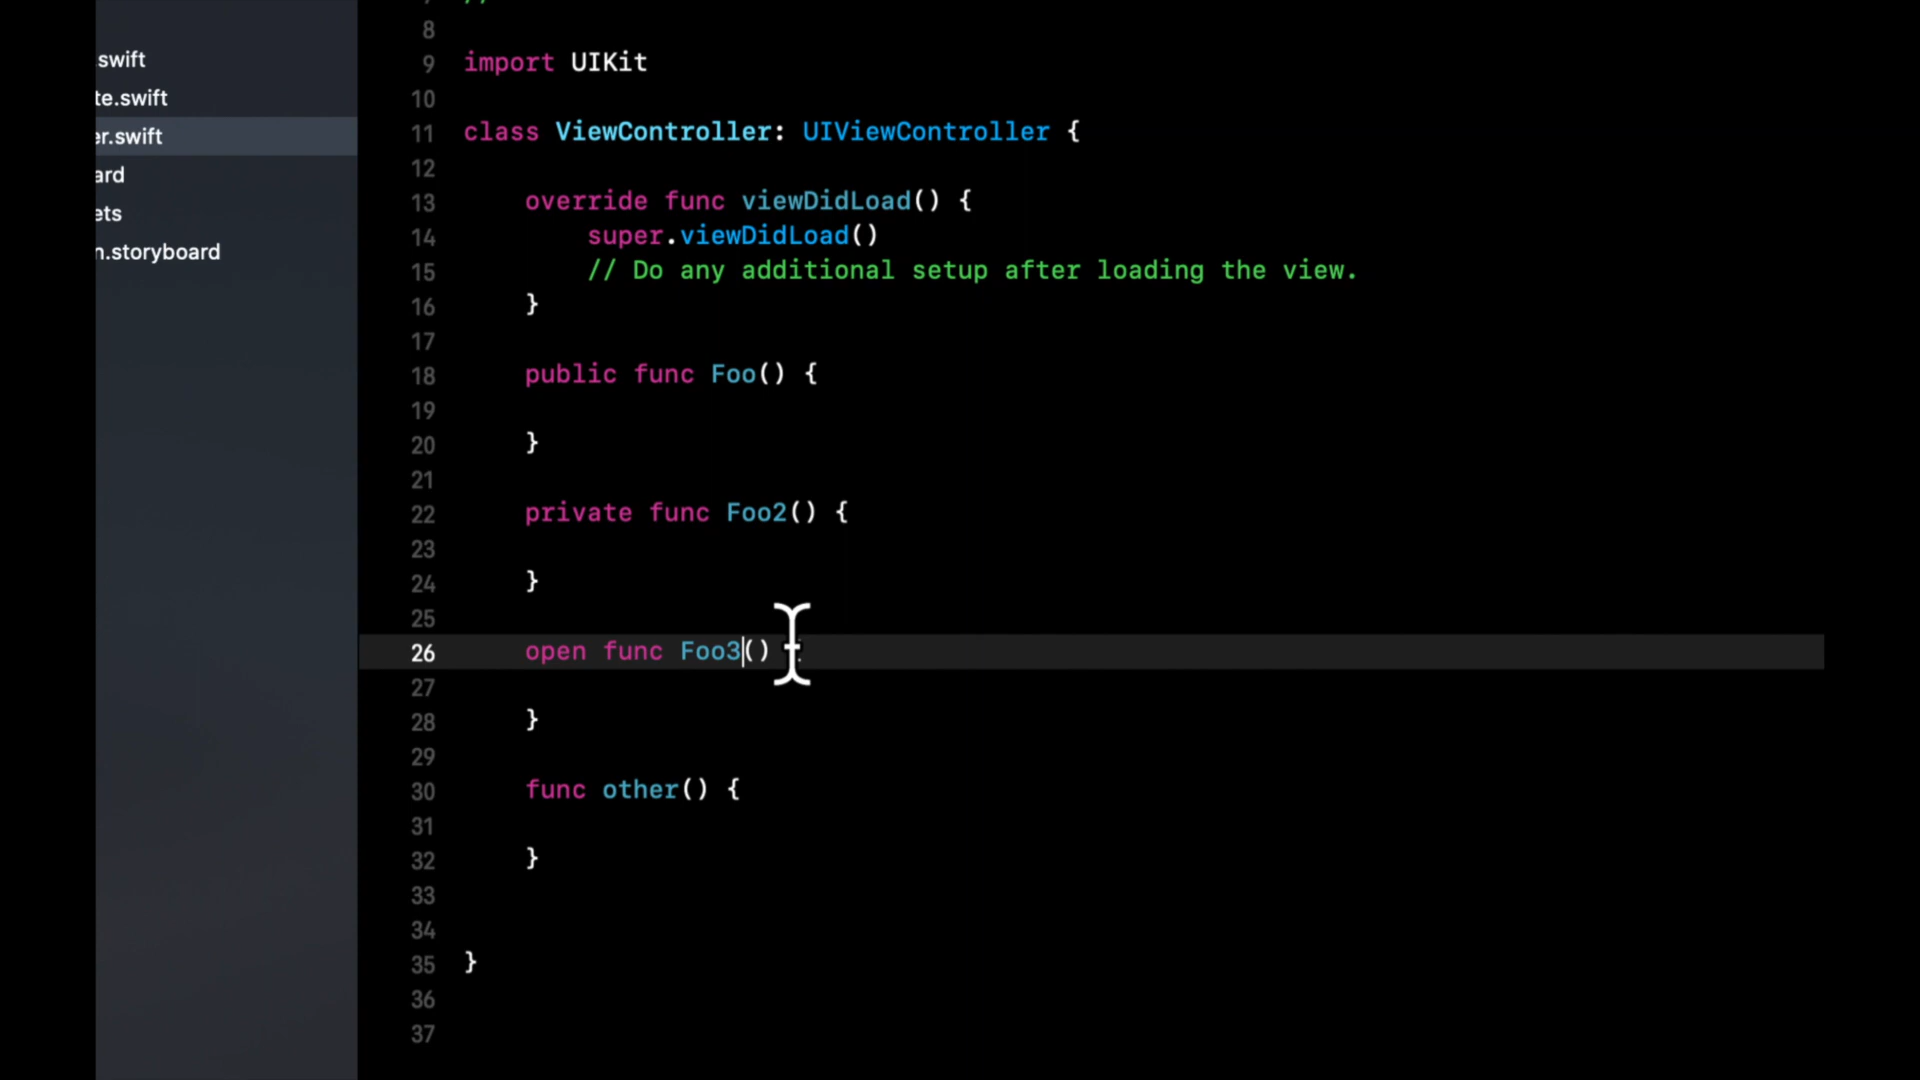 swift
te.swift
er.swift
ard
ets
n.storyboard
//
8
9 import UIKit
10
11 class ViewController: UIViewController {
12
13 override func viewDidLoad() {
14 super.viewDidLoad()
15 // Do any additional setup after loading the view.
16 }
17
18 public func Foo() {
19
20 }
21
22 private func Foo2() {
23
24 }
25
26 open func Foo3()
27
28 }
29
30 func other() {
31
32 }
33
34
35 }
36
37